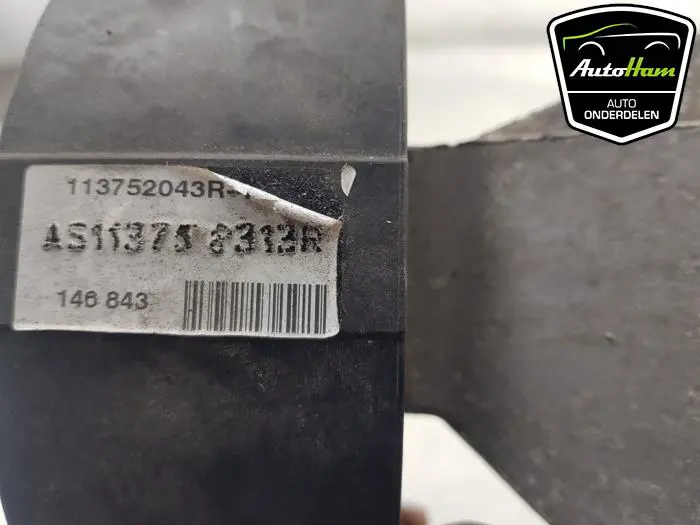 AutoHam
AUTO
ONDERDELEN
113752043R
AS11375 8313R
146 843